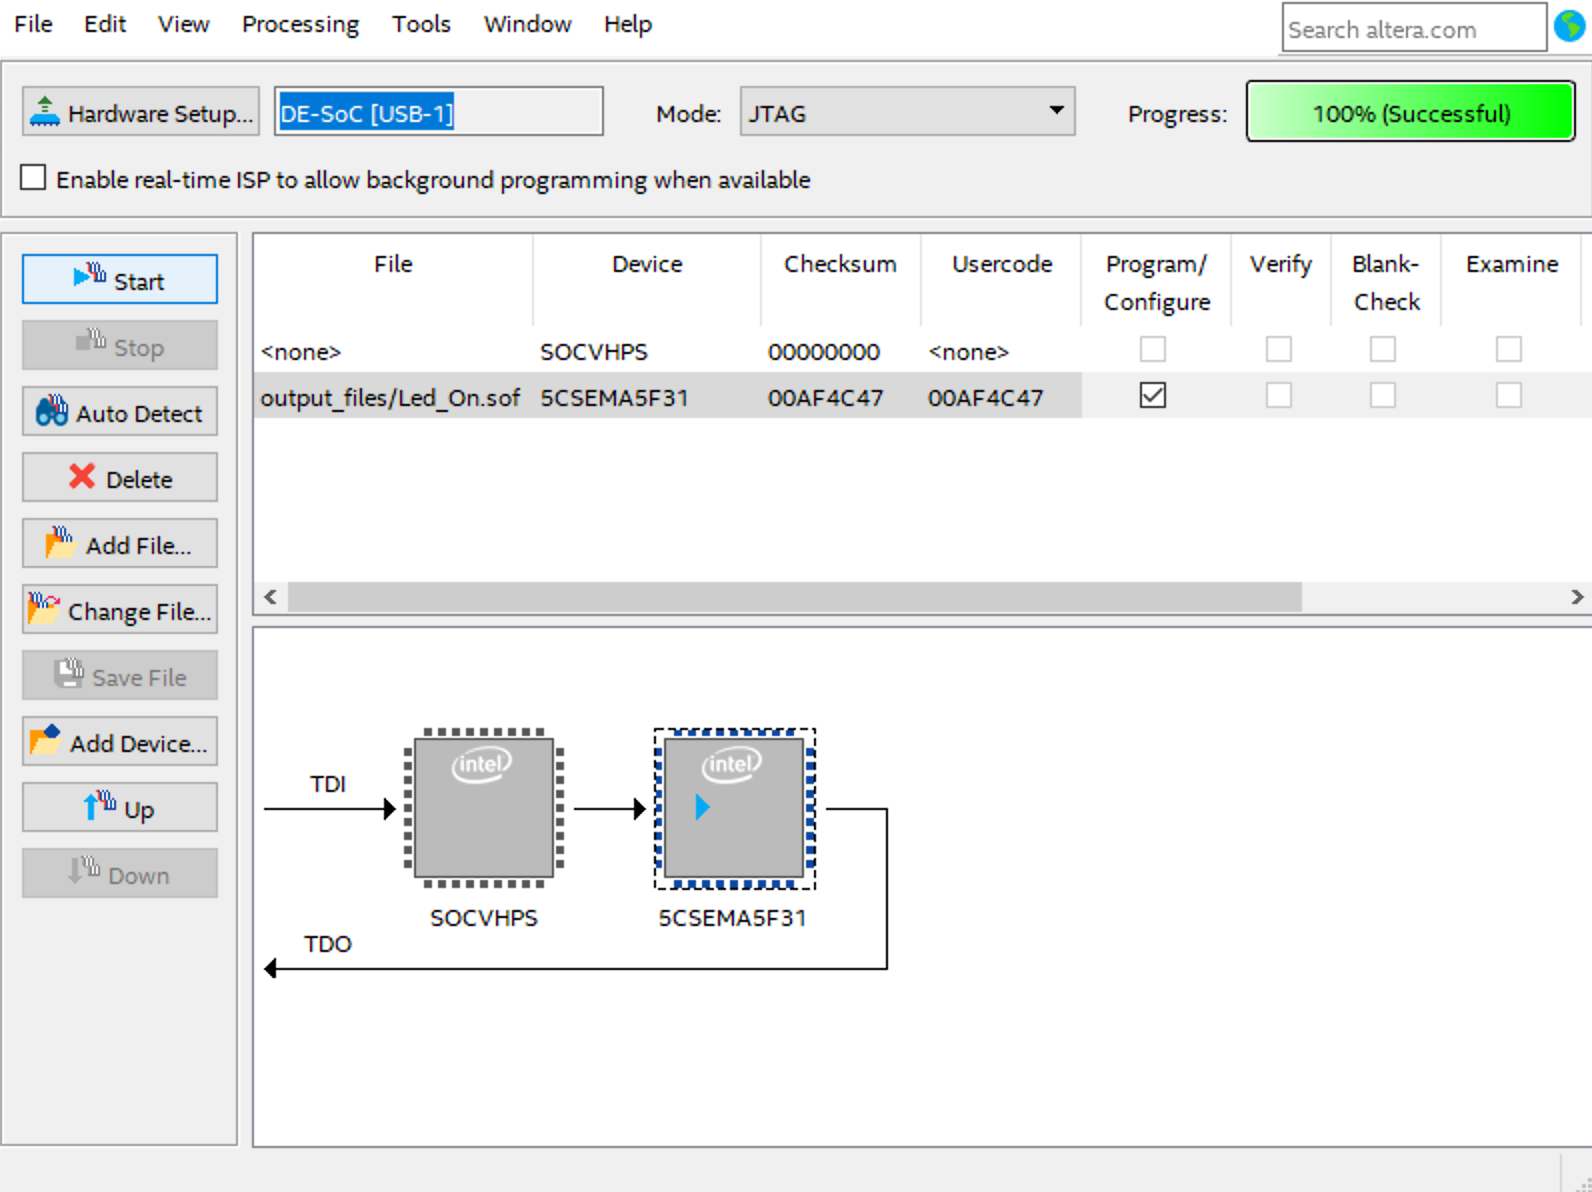 File Edit View Processing Tools Window Help Search altera.com
Hardware Setup... DE-SoC [USB-1] Mode: JTAG Progress: 100% (Successful)
Enable real-time ISP to allow background programming when available
Start
Stop
Auto Detect
Delete
Add File...
Change File...
Save File
Add Device...
Up
Down
File Device Checksum Usercode Program/ Verify Blank- Examine
Configure Check
<none> SOCVHPS 00000000 <none>
output_files/Led_On.sof 5CSEMA5F31 00AF4C47 00AF4C47
intel intel
TDI
SOCVHPS 5CSEMA5F31
TDO